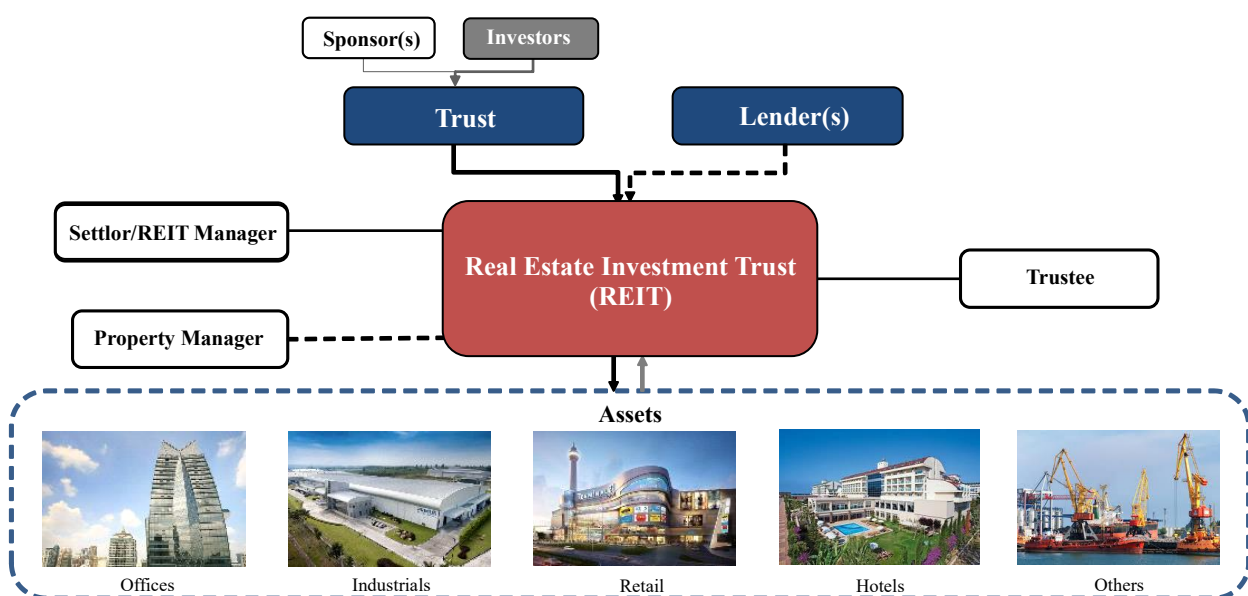 Sponsor(s)
Investors
Trust
Lender(s)
Settlor/REIT Manager
Real Estate Investment Trust
(REIT)
Trustee
Property Manager
Assets
Offices
Industrials
Retail
Hotels
Others